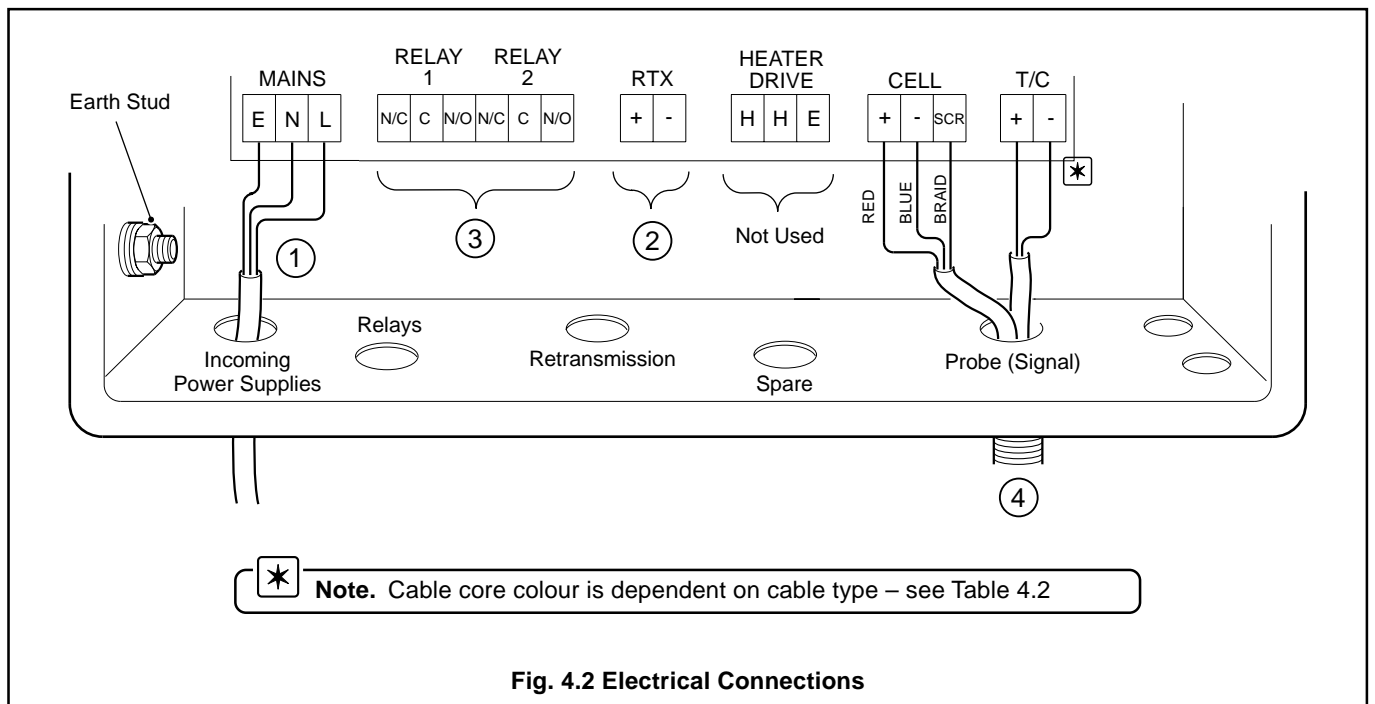 RELAY RELAY
MAINS 1 2 RTX HEATER DRIVE CELL T/C
Earth Stud
E N L N/C C N/O N/C C N/O + - H H E + - SCR + -
✶
RED BLUE BRAID
1 3 2 Not Used
Relays
Incoming Power Supplies
Retransmission
Spare
Probe (Signal)
4
✶ Note. Cable core colour is dependent on cable type – see Table 4.2
Fig. 4.2 Electrical Connections